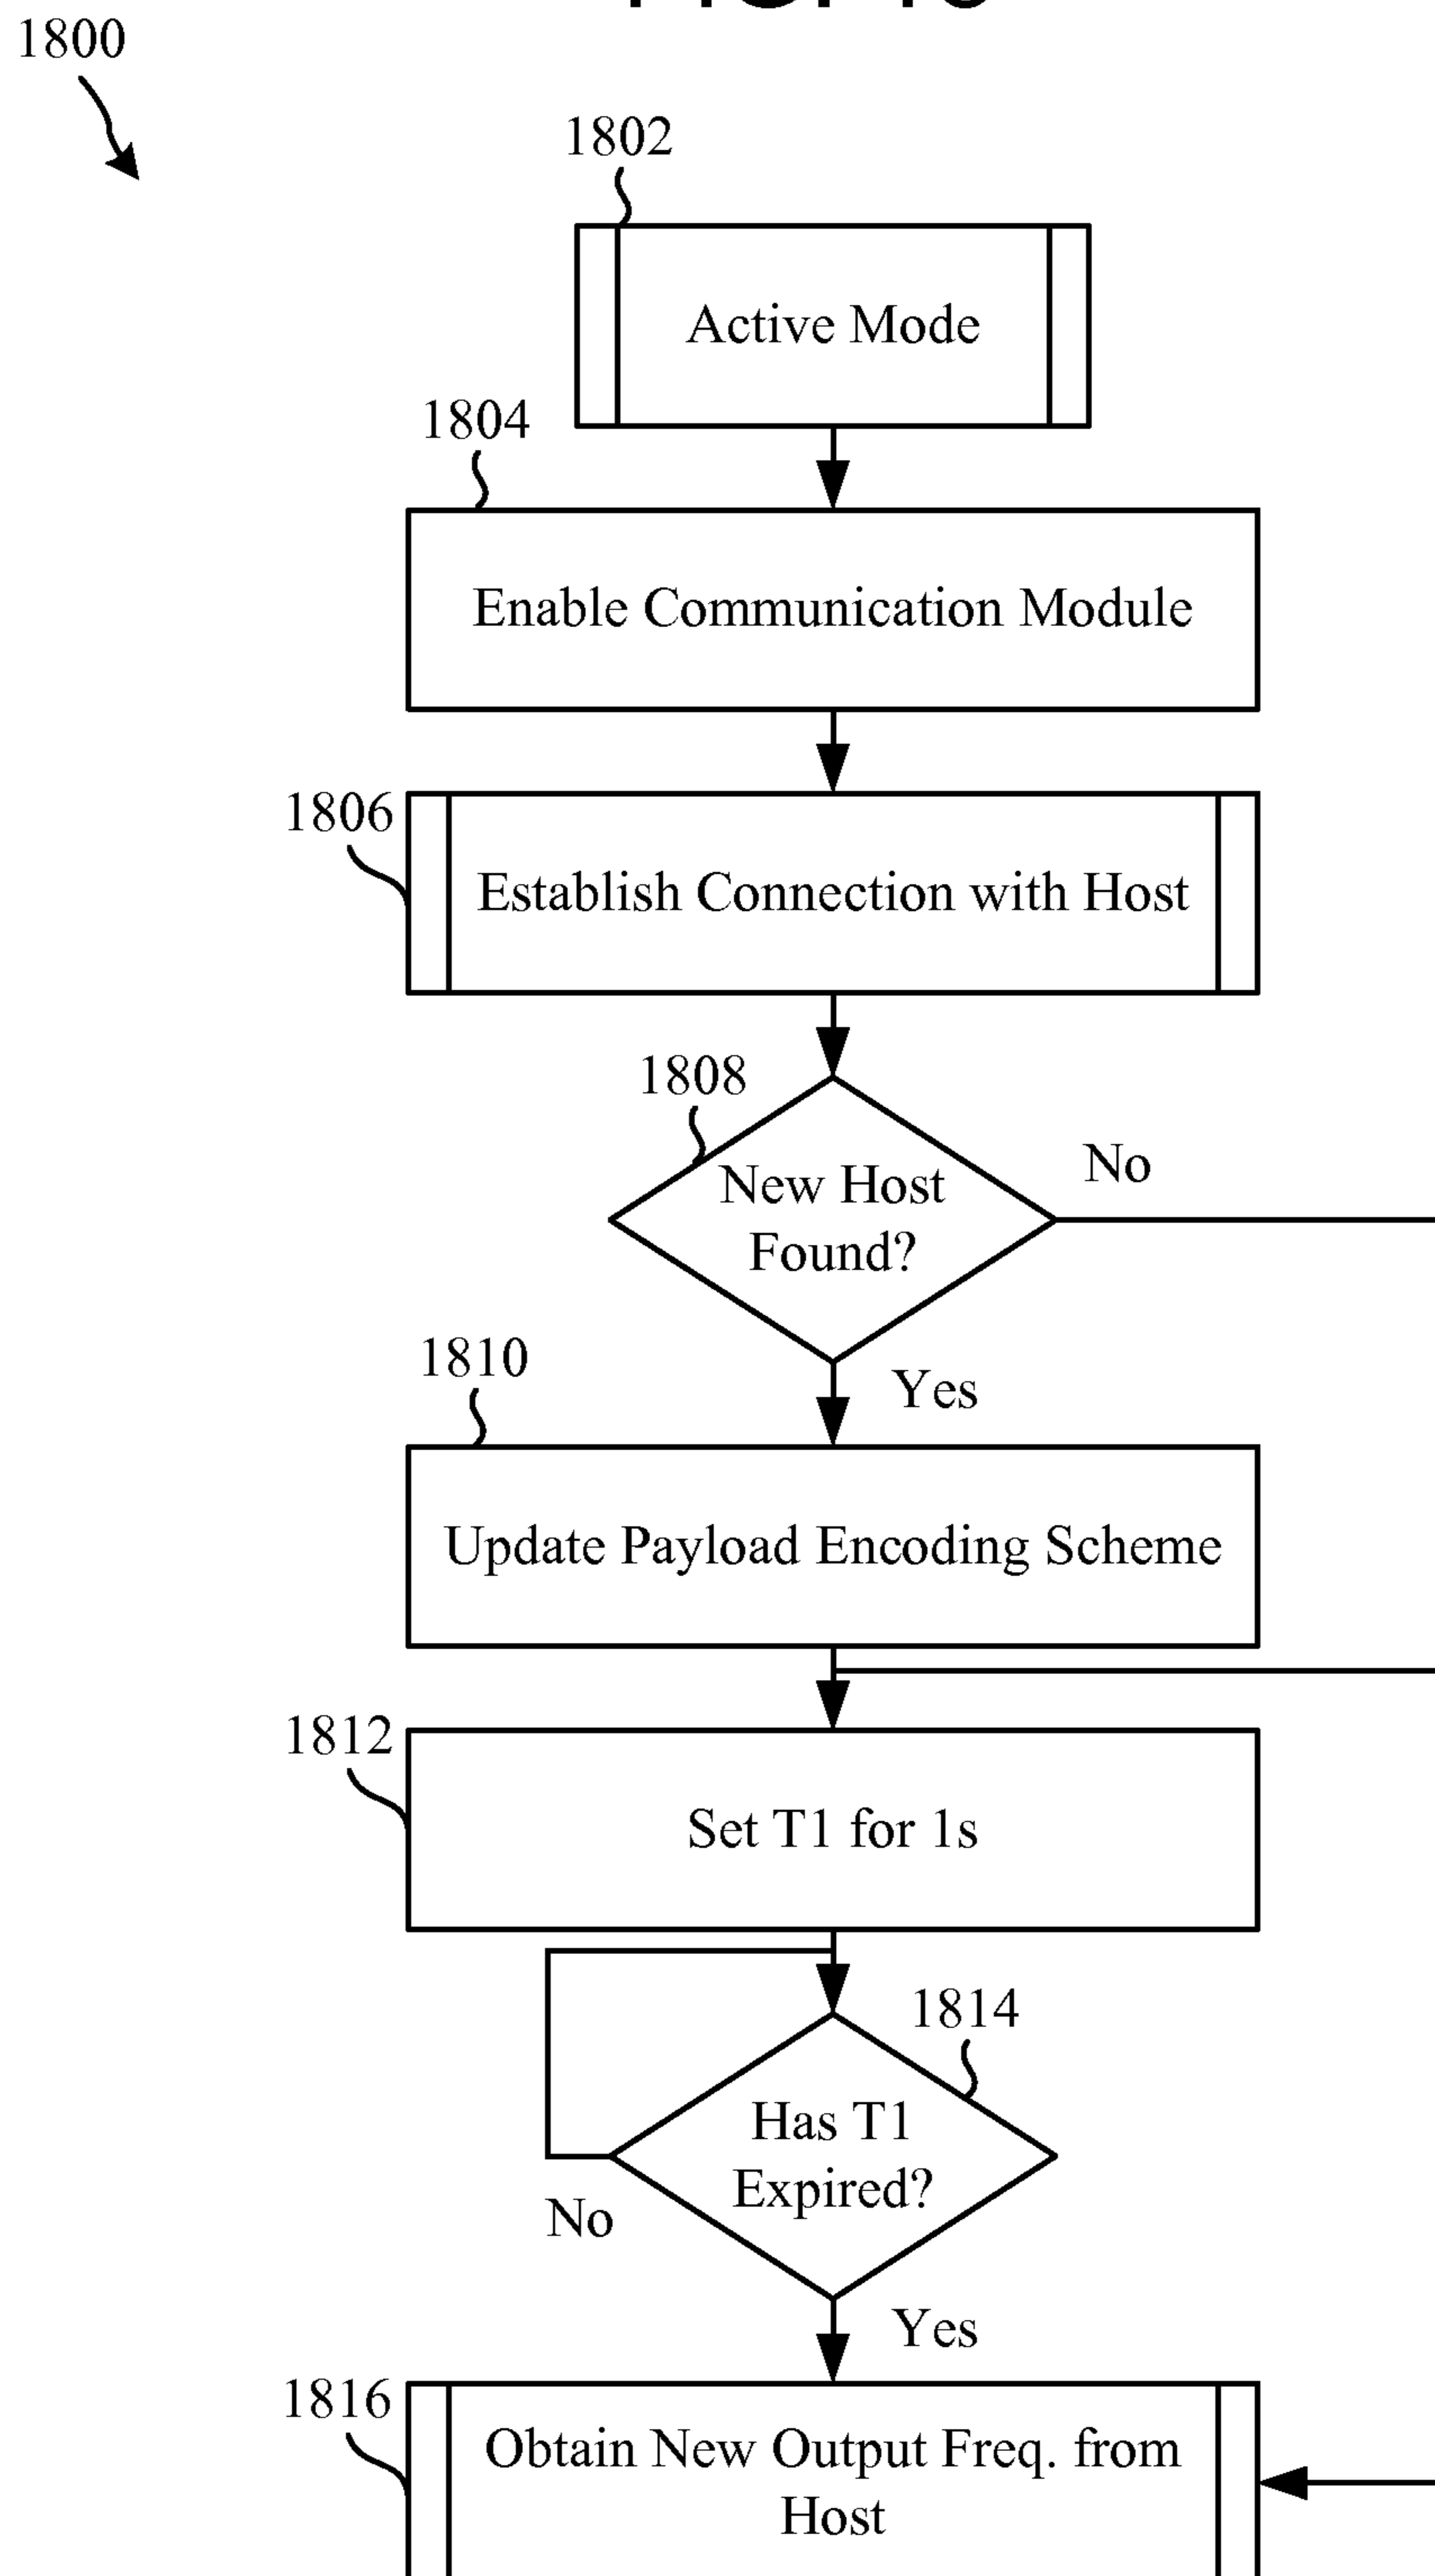 1800
1802
Active Mode
1804
Enable Communication Module
1806
Establish Connection with Host
1808
New Host
Found?
No
Yes
1810
Update Payload Encoding Scheme
1812
Set T1 for 1s
1814
Has T1
Expired?
No
Yes
1816
Obtain New Output Freq. from
Host